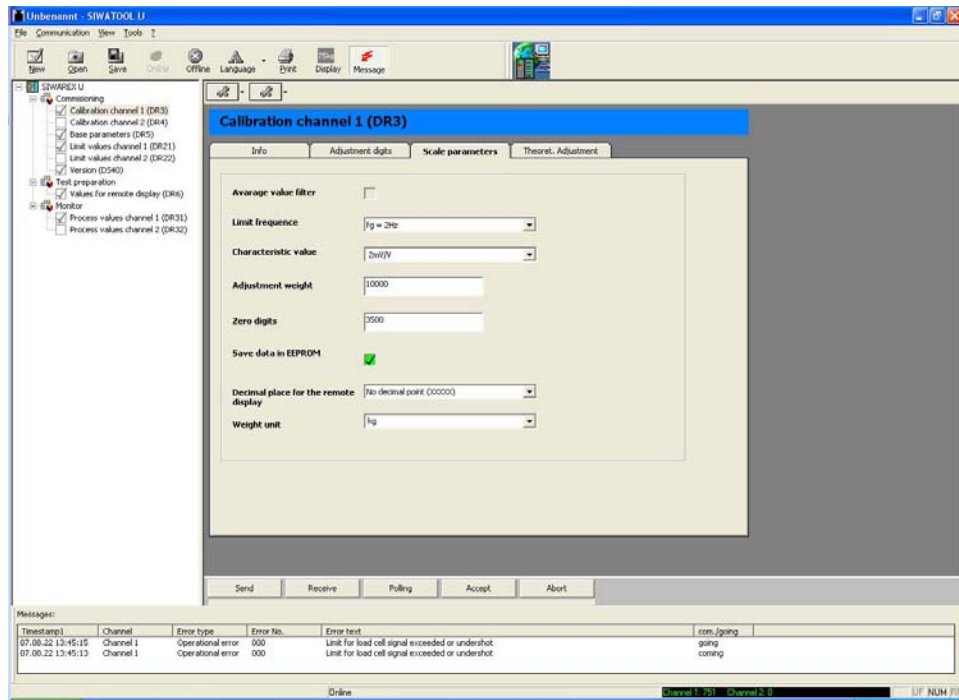 Unbenannt - SIWATOOL U
File Communication View Tools ?
New Open Save Online Offline Language Print Display Message
SIWAREX U
Commisioning
Calibration channel 1 (DR3)
Calibration channel 2 (DR4)
Base parameters (DR5)
Limit values channel 1 (DR21)
Limit values channel 2 (DR22)
Version (DS40)
Test preparation
Values for remote display (DR6)
Monitor
Process values channel 1 (DR31)
Process values channel 2 (DR32)
Calibration channel 1 (DR3)
Info Adjustment digits Scale parameters Theoret. Adjustment
Avarage value filter
Limit frequence Fg = 2Hz
Characteristic value 2mV/V
Adjustment weight 10000
Zero digits 3500
Save data in EEPROM
Decimal place for the remote No decimal point (XXXXX)
display
Weight unit kg
Send Receive Polling Accept Abort
Messages:
Timestamp1 Channel Error type Error No. Error text com./going
07.08.22 13:45:15 Channel 1 Operational error 000 Limit for load cell signal exceeded or undershot going
07.08.22 13:45:13 Channel 1 Operational error 000 Limit for load cell signal exceeded or undershot coming
Online Channel 1: 751 Channel 2: 0 UF NUM